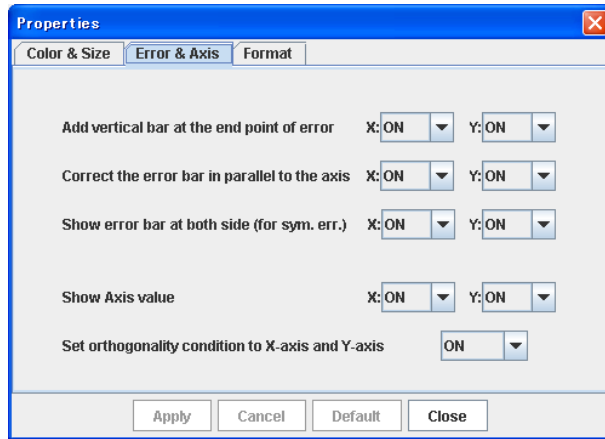 Properties
Color & Size Error & Axis Format
Add vertical bar at the end point of error X: ON Y: ON
Correct the error bar in parallel to the axis X: ON Y: ON
Show error bar at both side (for sym. err.) X: ON Y: ON
Show Axis value X: ON Y: ON
Set orthogonality condition to X-axis and Y-axis ON
Apply Cancel Default Close